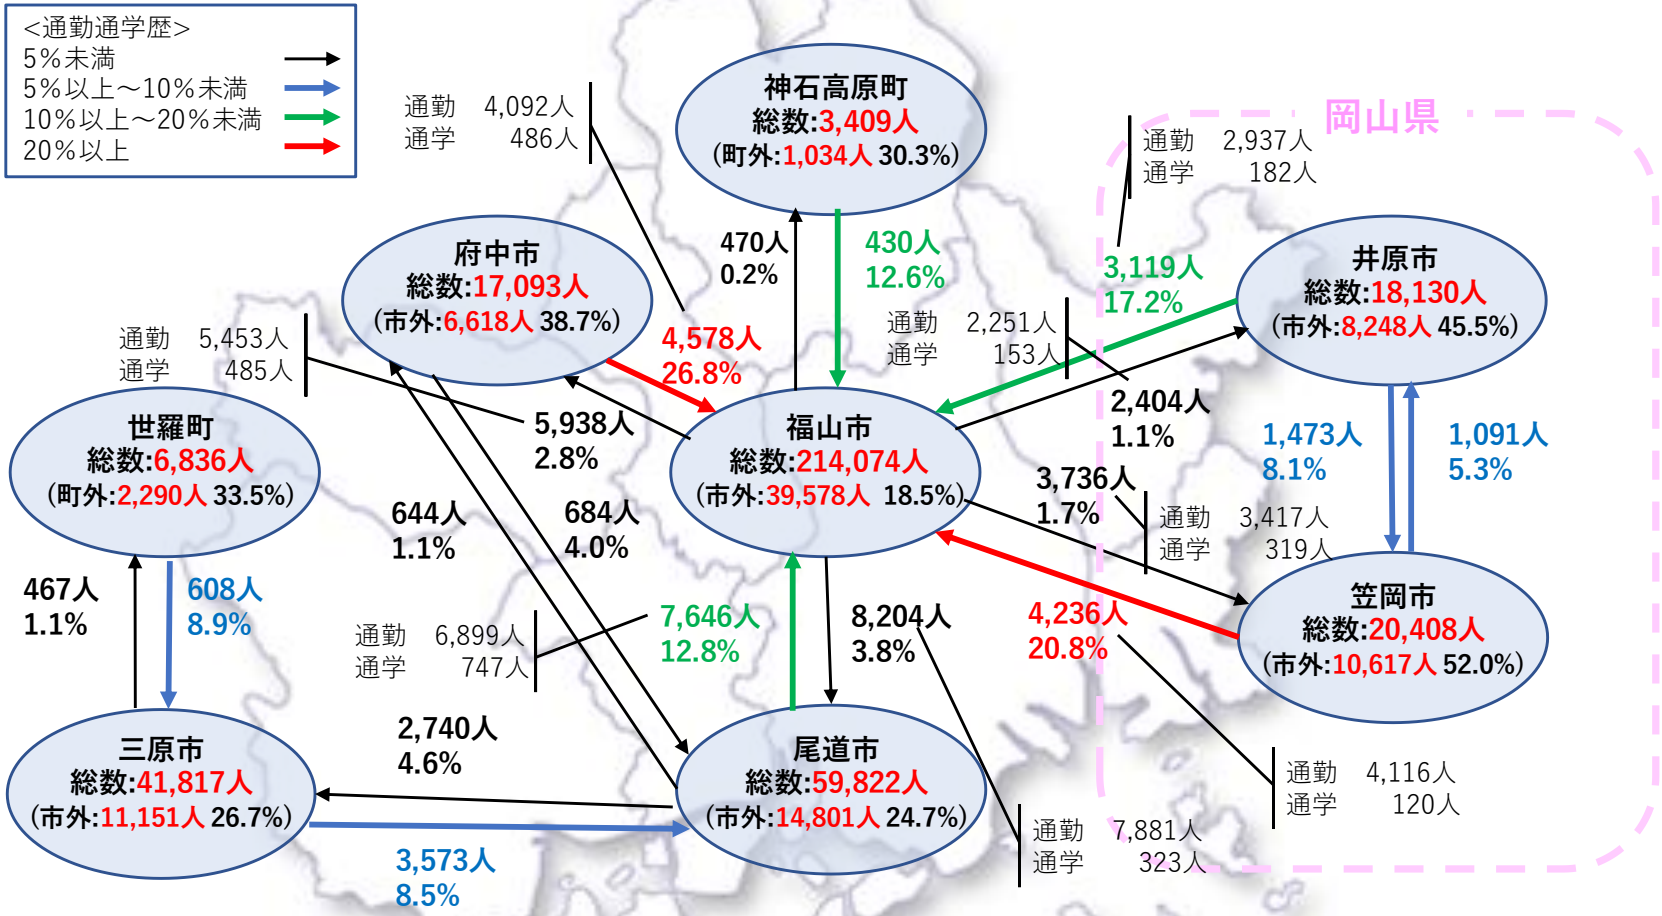 <通勤通学歴>
5%未満
5%以上～10%未満
10%以上～20%未満
20%以上
岡山県
神石高原町
総数:3,409人
(町外:1,034人 30.3%)
通勤 4,092人
通学 486人
通勤 2,937人
通学 182人
府中市
総数:17,093人
(市外:6,618人 38.7%)
470人
0.2%
430人
12.6%
3,119人
17.2%
井原市
総数:18,130人
(市外:8,248人 45.5%)
通勤 5,453人
通学 485人
4,578人
26.8%
通勤 2,251人
通学 153人
世羅町
総数:6,836人
(町外:2,290人 33.5%)
5,938人
2.8%
福山市
総数:214,074人
(市外:39,578人 18.5%)
2,404人
1.1%
1,473人
8.1%
1,091人
5.3%
644人
1.1%
684人
4.0%
3,736人
1.7%
通勤 3,417人
通学 319人
467人
1.1%
608人
8.9%
通勤 6,899人
通学 747人
7,646人
12.8%
8,204人
3.8%
4,236人
20.8%
笠岡市
総数:20,408人
(市外:10,617人 52.0%)
三原市
総数:41,817人
(市外:11,151人 26.7%)
2,740人
4.6%
尾道市
総数:59,822人
(市外:14,801人 24.7%)
通勤 4,116人
通学 120人
3,573人
8.5%
通勤 7,881人
通学 323人